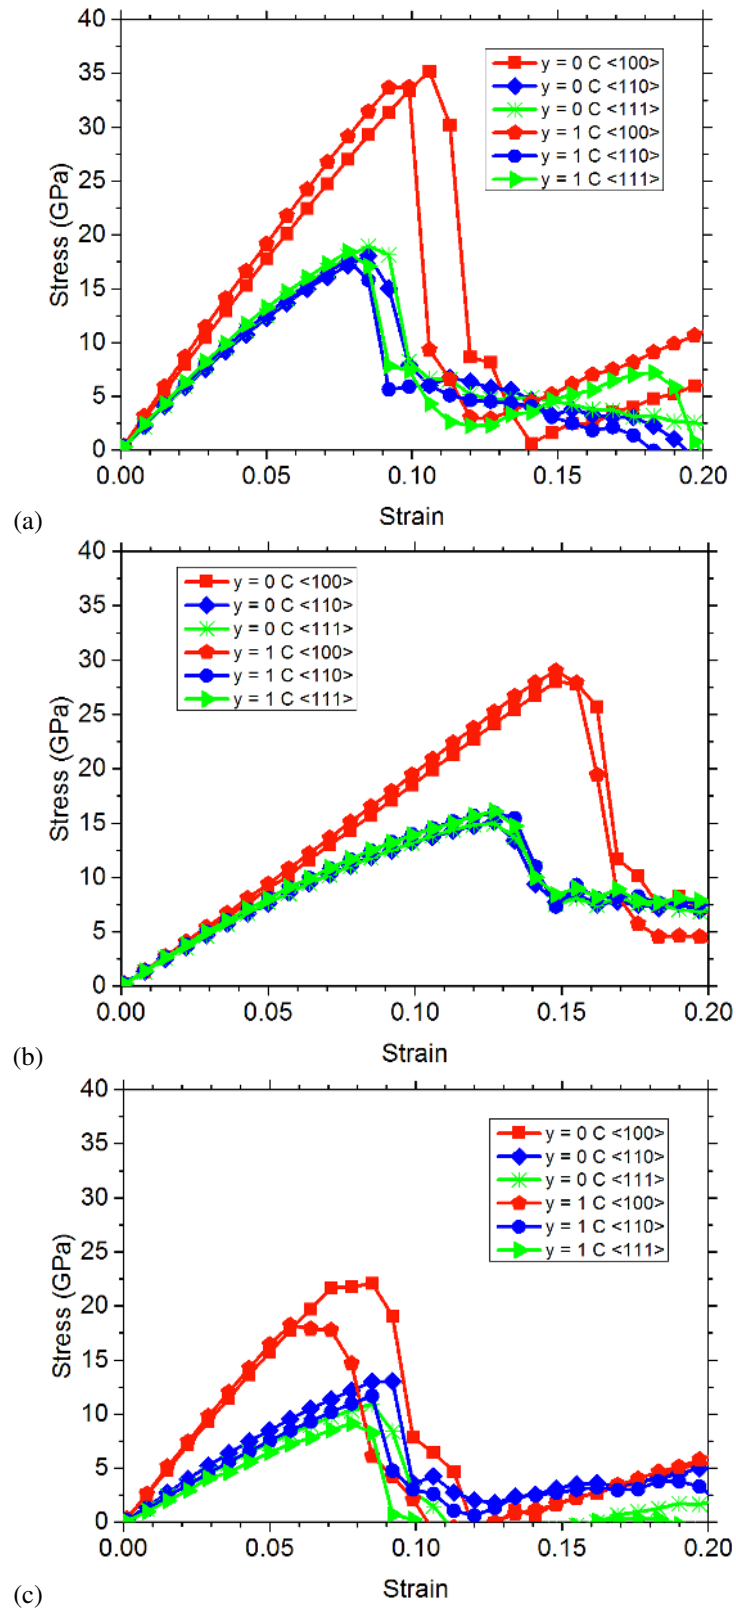 40
35
30
25
20
15
10
5
0
Stress (GPa)
y = 0 C <100>
y = 0 C <110>
y = 0 C <111>
y = 1 C <100>
y = 1 C <110>
y = 1 C <111>
0.00 0.05 0.10 0.15 0.20
Strain
(a)
40
35
30
25
20
15
10
5
0
Stress (GPa)
y = 0 C <100>
y = 0 C <110>
y = 0 C <111>
y = 1 C <100>
y = 1 C <110>
y = 1 C <111>
0.00 0.05 0.10 0.15 0.20
Strain
(b)
40
35
30
25
20
15
10
5
0
Stress (GPa)
y = 0 C <100>
y = 0 C <110>
y = 0 C <111>
y = 1 C <100>
y = 1 C <110>
y = 1 C <111>
0.00 0.05 0.10 0.15 0.20
Strain
(c)